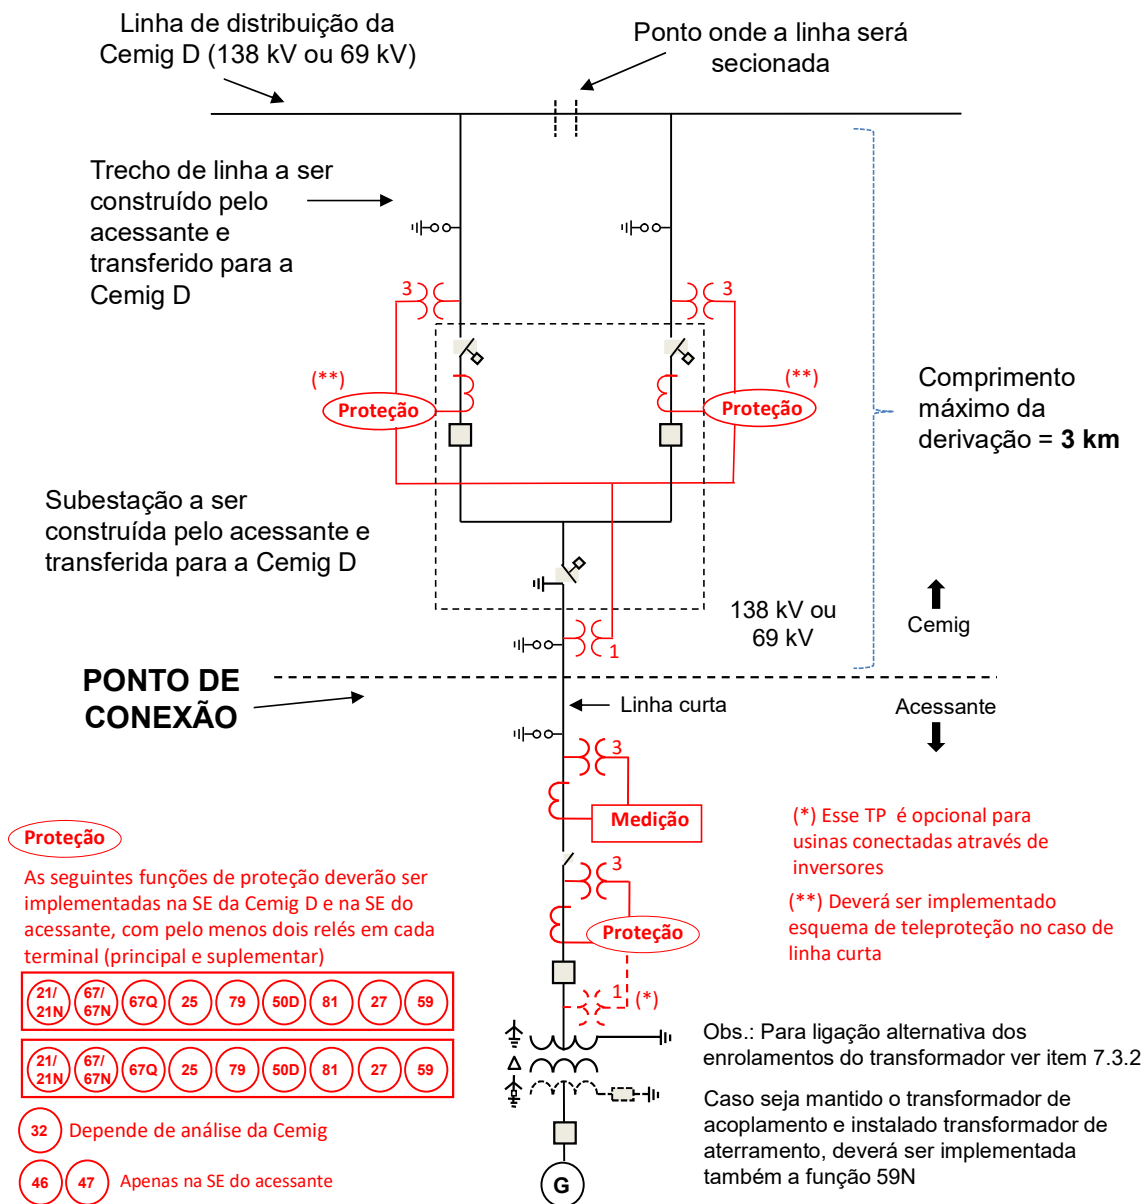 Linha de distribuição da
Cemig D (138 kV ou 69 kV)
Ponto onde a linha será
secionada
Trecho de linha a ser
construído pelo
acessante e
transferido para a
Cemig D
3
3
(**)
Proteção
(**)
Proteção
Comprimento
máximo da
derivação = 3 km
Subestação a ser
construída pelo acessante e
transferida para a Cemig D
138 kV ou
69 kV
Cemig
1
PONTO DE
CONEXÃO
Linha curta
Acessante
3
Medição
3
Proteção
1
(*)
(*) Esse TP é opcional para
usinas conectadas através de
inversores
(**) Deverá ser implementado
esquema de teleproteção no caso de
linha curta
Proteção
As seguintes funções de proteção deverão ser
implementadas na SE da Cemig D e na SE do
acessante, com pelo menos dois relés em cada
terminal (principal e suplementar)
21/
21N
67/
67N
67Q
25
79
50D
81
27
59
21/
21N
67/
67N
67Q
25
79
50D
81
27
59
32 Depende de análise da Cemig
46 47 Apenas na SE do acessante
Obs.: Para ligação alternativa dos
enrolamentos do transformador ver item 7.3.2
Caso seja mantido o transformador de
acoplamento e instalado transformador de
aterramento, deverá ser implementada
também a função 59N
G